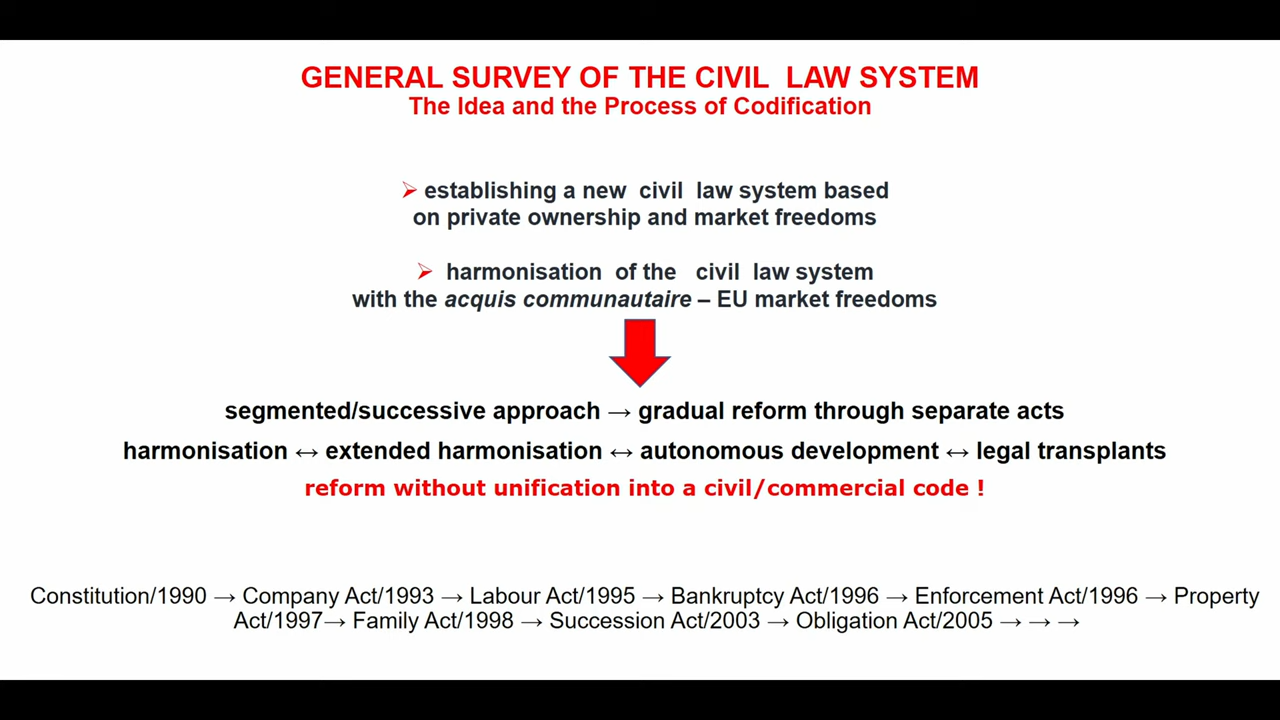 GENERAL SURVEY OF THE CIVIL LAW SYSTEM
The Idea and the Process of Codification
➢ establishing a new civil law system based
on private ownership and market freedoms
➢ harmonisation of the civil law system
with the acquis communautaire – EU market freedoms
segmented/successive approach → gradual reform through separate acts
harmonisation ↔ extended harmonisation ↔ autonomous development ↔ legal transplants
reform without unification into a civil/commercial code !
Constitution/1990 → Company Act/1993 → Labour Act/1995 → Bankruptcy Act/1996 → Enforcement Act/1996 → Property
Act/1997→ Family Act/1998 → Succession Act/2003 → Obligation Act/2005 → → →